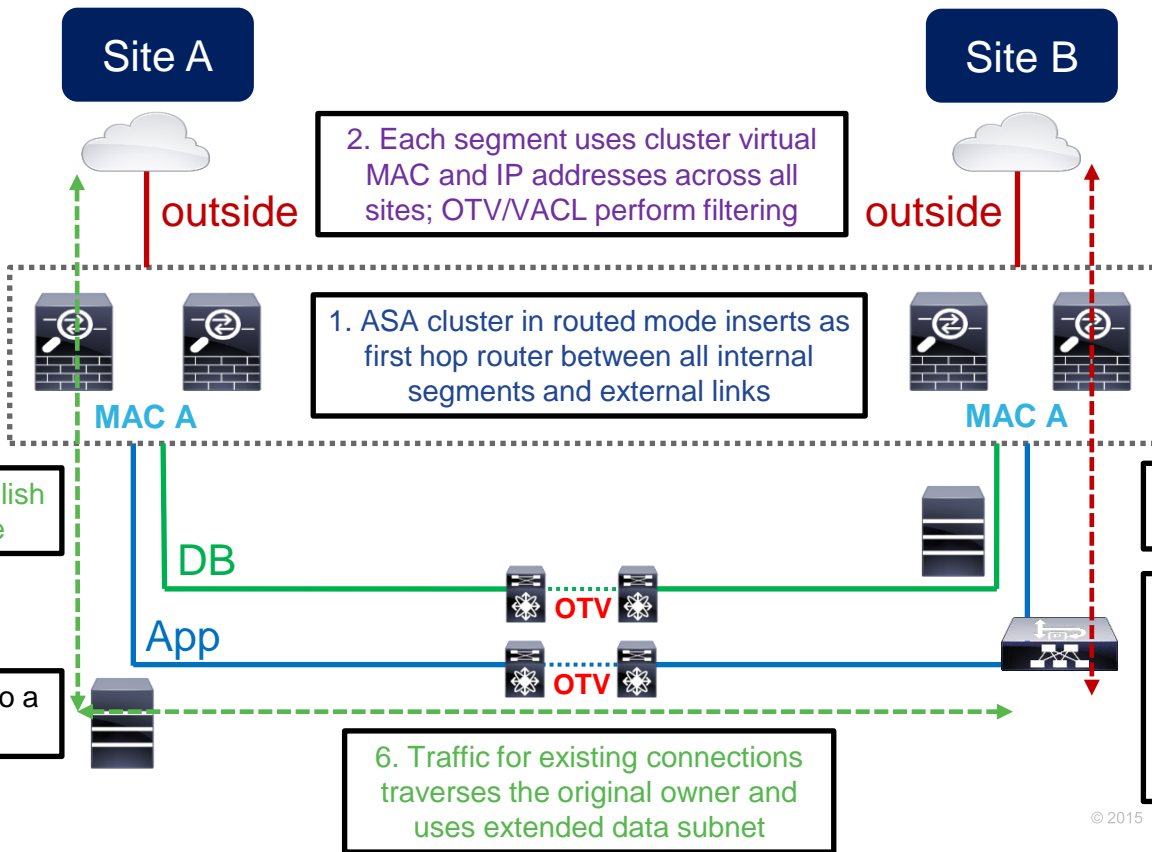 Site A
Site B
2. Each segment uses cluster virtual
MAC and IP addresses across all
sites; OTV/VACL perform filtering
outside
outside
1. ASA cluster in routed mode inserts as
first hop router between all internal
segments and external links
MAC A
MAC A
lish
e
DB
OTV
App
OTV
o a
6. Traffic for existing connections
traverses the original owner and
uses extended data subnet
© 2015